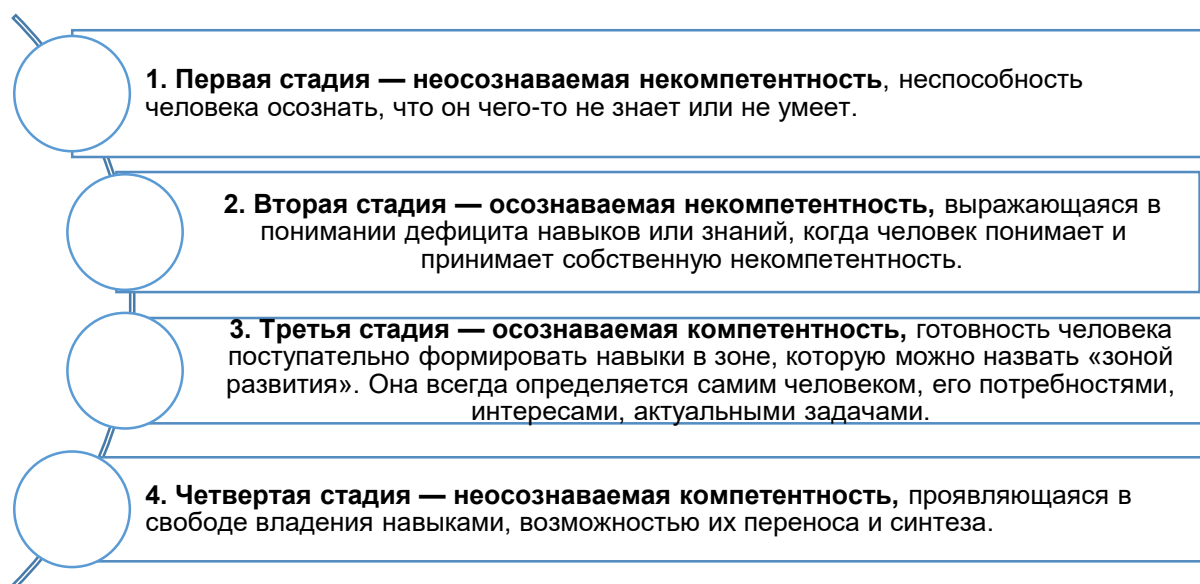 1. Первая стадия — неосознаваемая некомпетентность, неспособность
человека осознать, что он чего-то не знает или не умеет.
2. Вторая стадия — осознаваемая некомпетентность, выражающаяся в
понимании дефицита навыков или знаний, когда человек понимает и
принимает собственную некомпетентность.
3. Третья стадия — осознаваемая компетентность, готовность человека
поступательно формировать навыки в зоне, которую можно назвать «зоной
развития». Она всегда определяется самим человеком, его потребностями,
интересами, актуальными задачами.
4. Четвертая стадия — неосознаваемая компетентность, проявляющаяся в
свободе владения навыками, возможностью их переноса и синтеза.